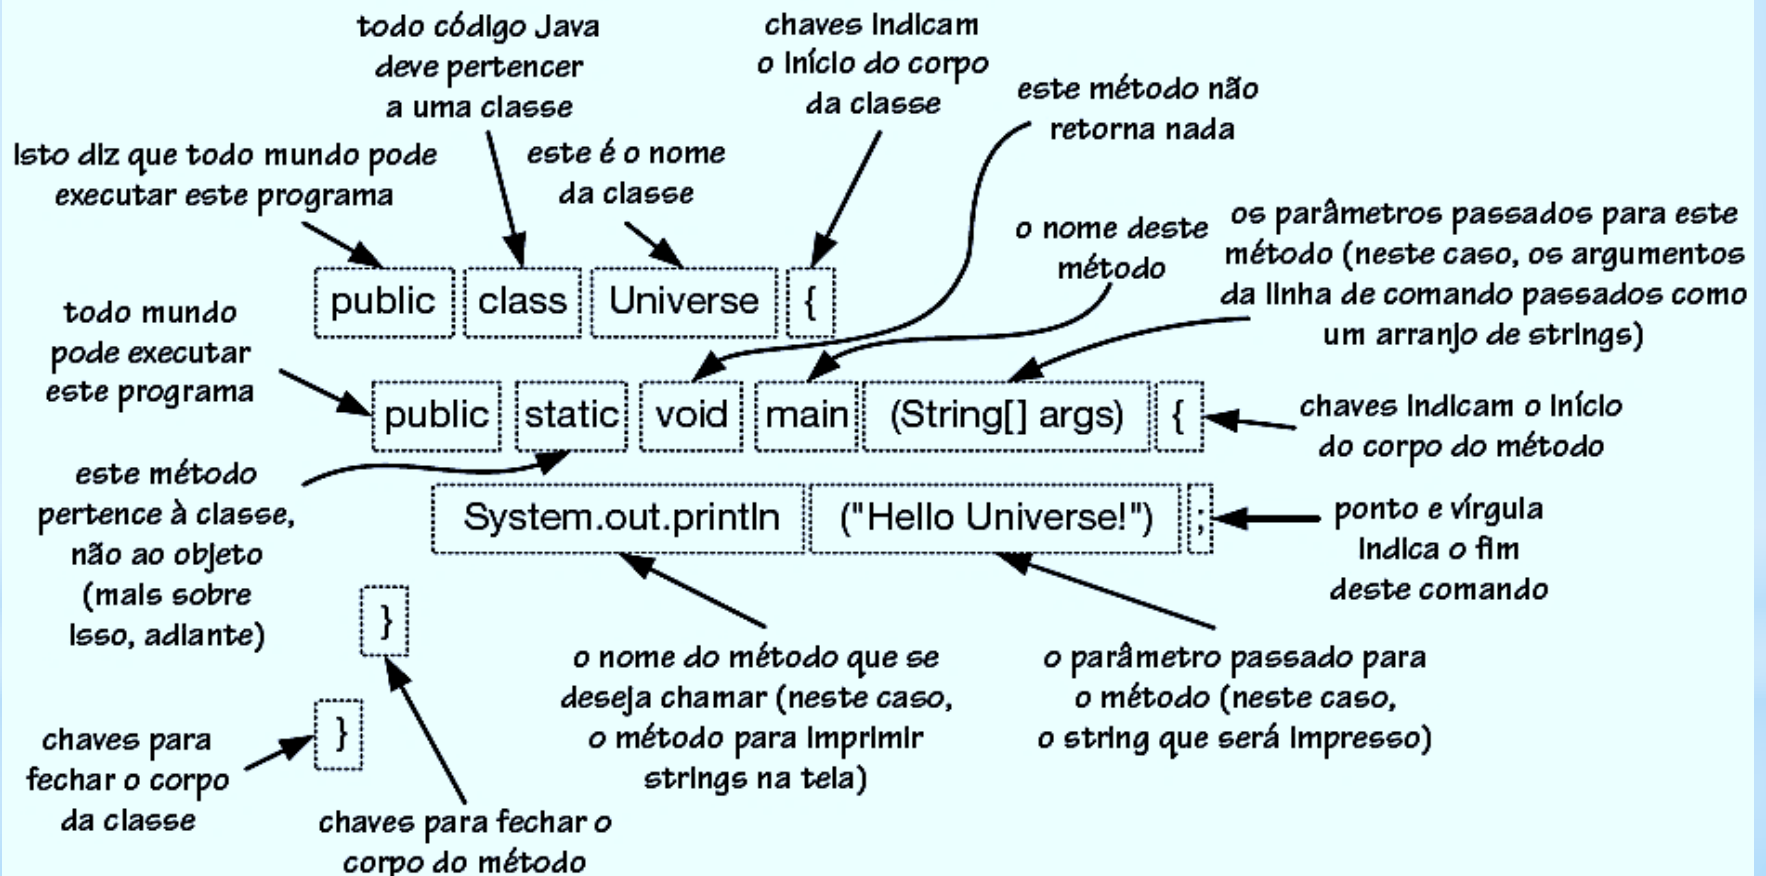 todo código Java
deve pertencer
a uma classe
chaves indicam
o início do corpo
da classe
este método não
retorna nada
isto diz que todo mundo pode
executar este programa
este é o nome
da classe
o nome deste
método
os parâmetros passados para este
método (neste caso, os argumentos
da linha de comando passados como
um arranjo de strings)
public class Universe {
todo mundo
pode executar
este programa
public static void main (String[] args) {
chaves indicam o início
do corpo do método
este método
pertence à classe,
não ao objeto
(mais sobre
isso, adiante)
System.out.println ("Hello Universe!") ;
ponto e vírgula
indica o fim
deste comando
}
o nome do método que se
deseja chamar (neste caso,
o método para imprimir
strings na tela)
o parâmetro passado para
o método (neste caso,
o string que será impresso)
}
chaves para
fechar o corpo
da classe
chaves para fechar o
corpo do método